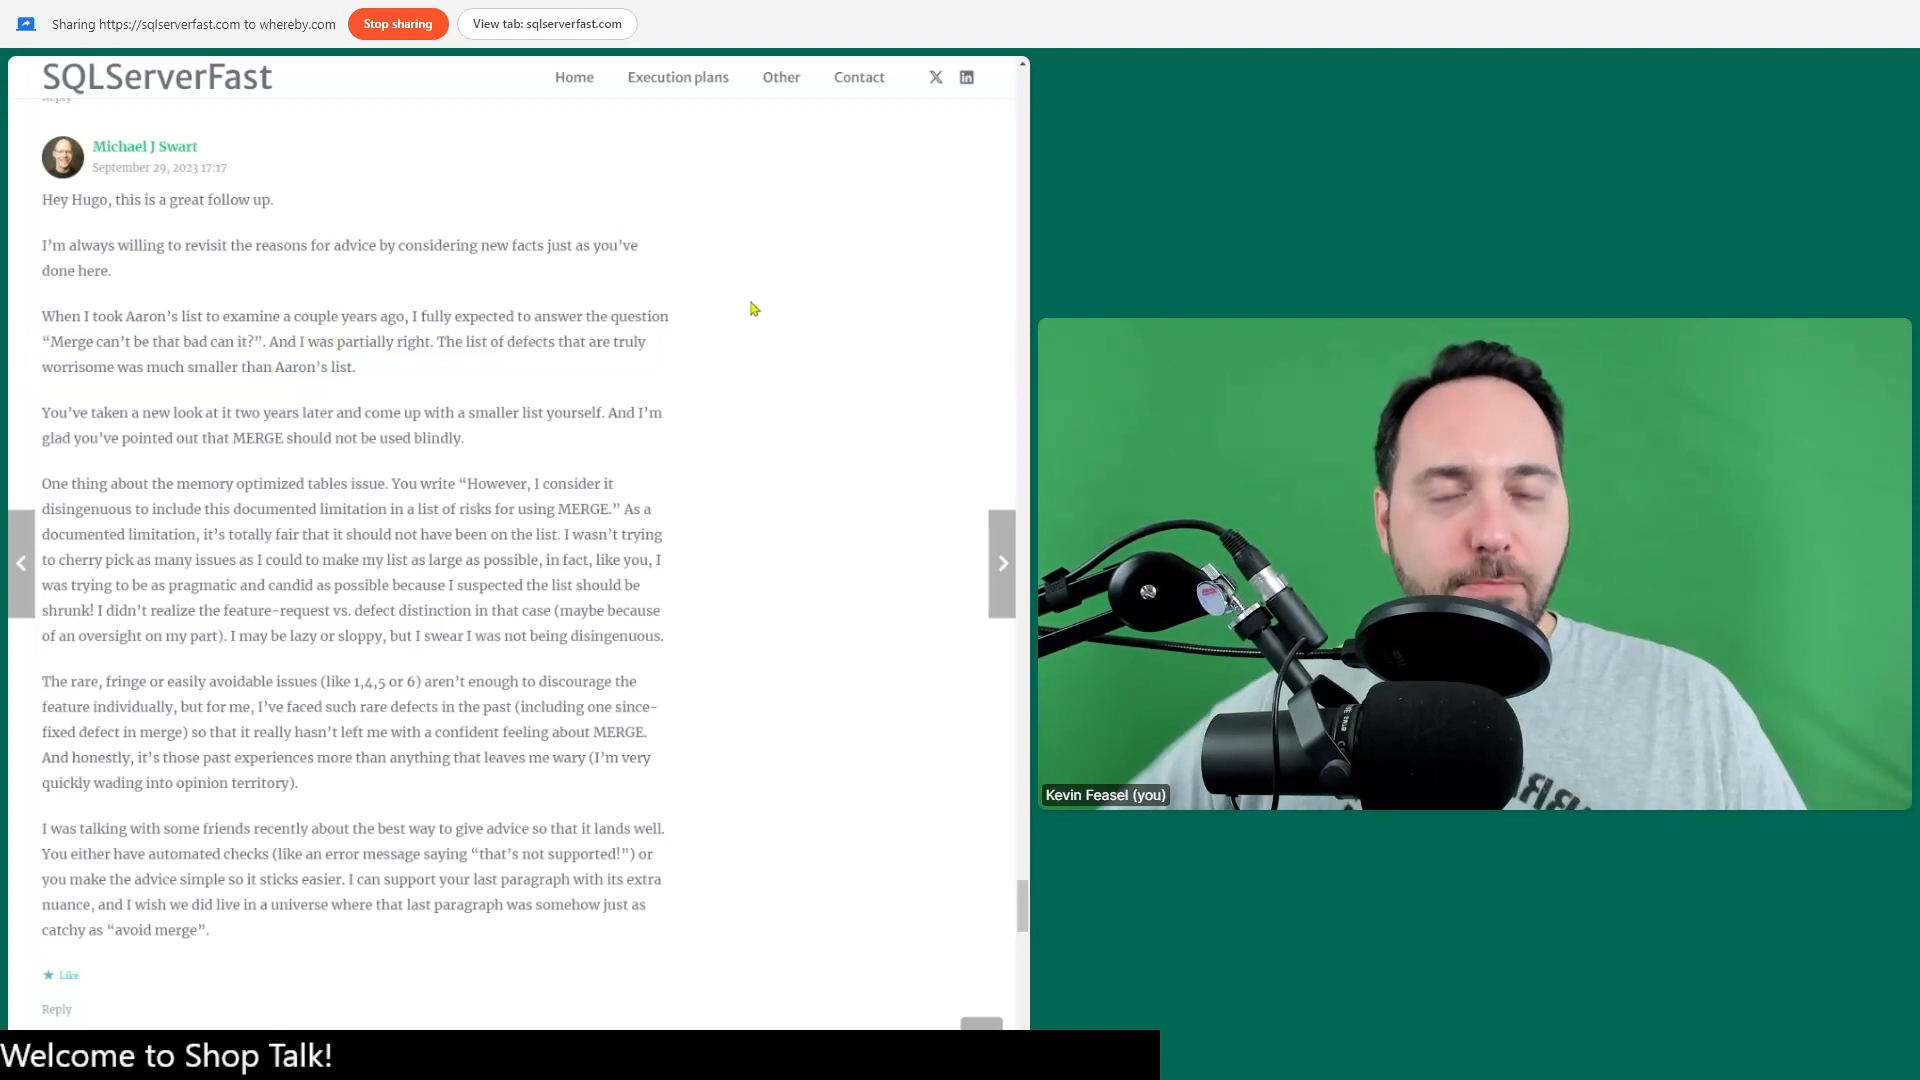 Sharing https://sqlserverfast.com to whereby.com
Stop sharing
View tab: sqlserverfast.com
SQLServerFast
Home
Execution plans
Other
Contact
Reply
Michael J Swart
September 29, 2023 17:17
Hey Hugo, this is a great follow up.
I’m always willing to revisit the reasons for advice by considering new facts just as you’ve
done here.
When I took Aaron’s list to examine a couple years ago, I fully expected to answer the question
“Merge can’t be that bad can it?”. And I was partially right. The list of defects that are truly
worrisome was much smaller than Aaron’s list.
You’ve taken a new look at it two years later and come up with a smaller list yourself. And I’m
glad you’ve pointed out that MERGE should not be used blindly.
One thing about the memory optimized tables issue. You write “However, I consider it
disingenuous to include this documented limitation in a list of risks for using MERGE.” As a
documented limitation, it’s totally fair that it should not have been on the list. I wasn’t trying
to cherry pick as many issues as I could to make my list as large as possible, in fact, like you, I
was trying to be as pragmatic and candid as possible because I suspected the list should be
shrunk! I didn’t realize the feature-request vs. defect distinction in that case (maybe because
of an oversight on my part). I may be lazy or sloppy, but I swear I was not being disingenuous.
The rare, fringe or easily avoidable issues (like 1,4,5 or 6) aren’t enough to discourage the
feature individually, but for me, I’ve faced such rare defects in the past (including one since-
fixed defect in merge) so that it really hasn’t left me with a confident feeling about MERGE.
And honestly, it’s those past experiences more than anything that leaves me wary (I’m very
quickly wading into opinion territory).
I was talking with some friends recently about the best way to give advice so that it lands well.
You either have automated checks (like an error message saying “that’s not supported!”) or
you make the advice simple so it sticks easier. I can support your last paragraph with its extra
nuance, and I wish we did live in a universe where that last paragraph was somehow just as
catchy as “avoid merge”.
Like
Reply
Kevin Feasel (you)
Welcome to Shop Talk!